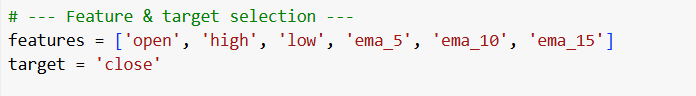 # --- Feature & target selection ---
features = ['open', 'high', 'low', 'ema_5', 'ema_10', 'ema_15']
target = 'close'